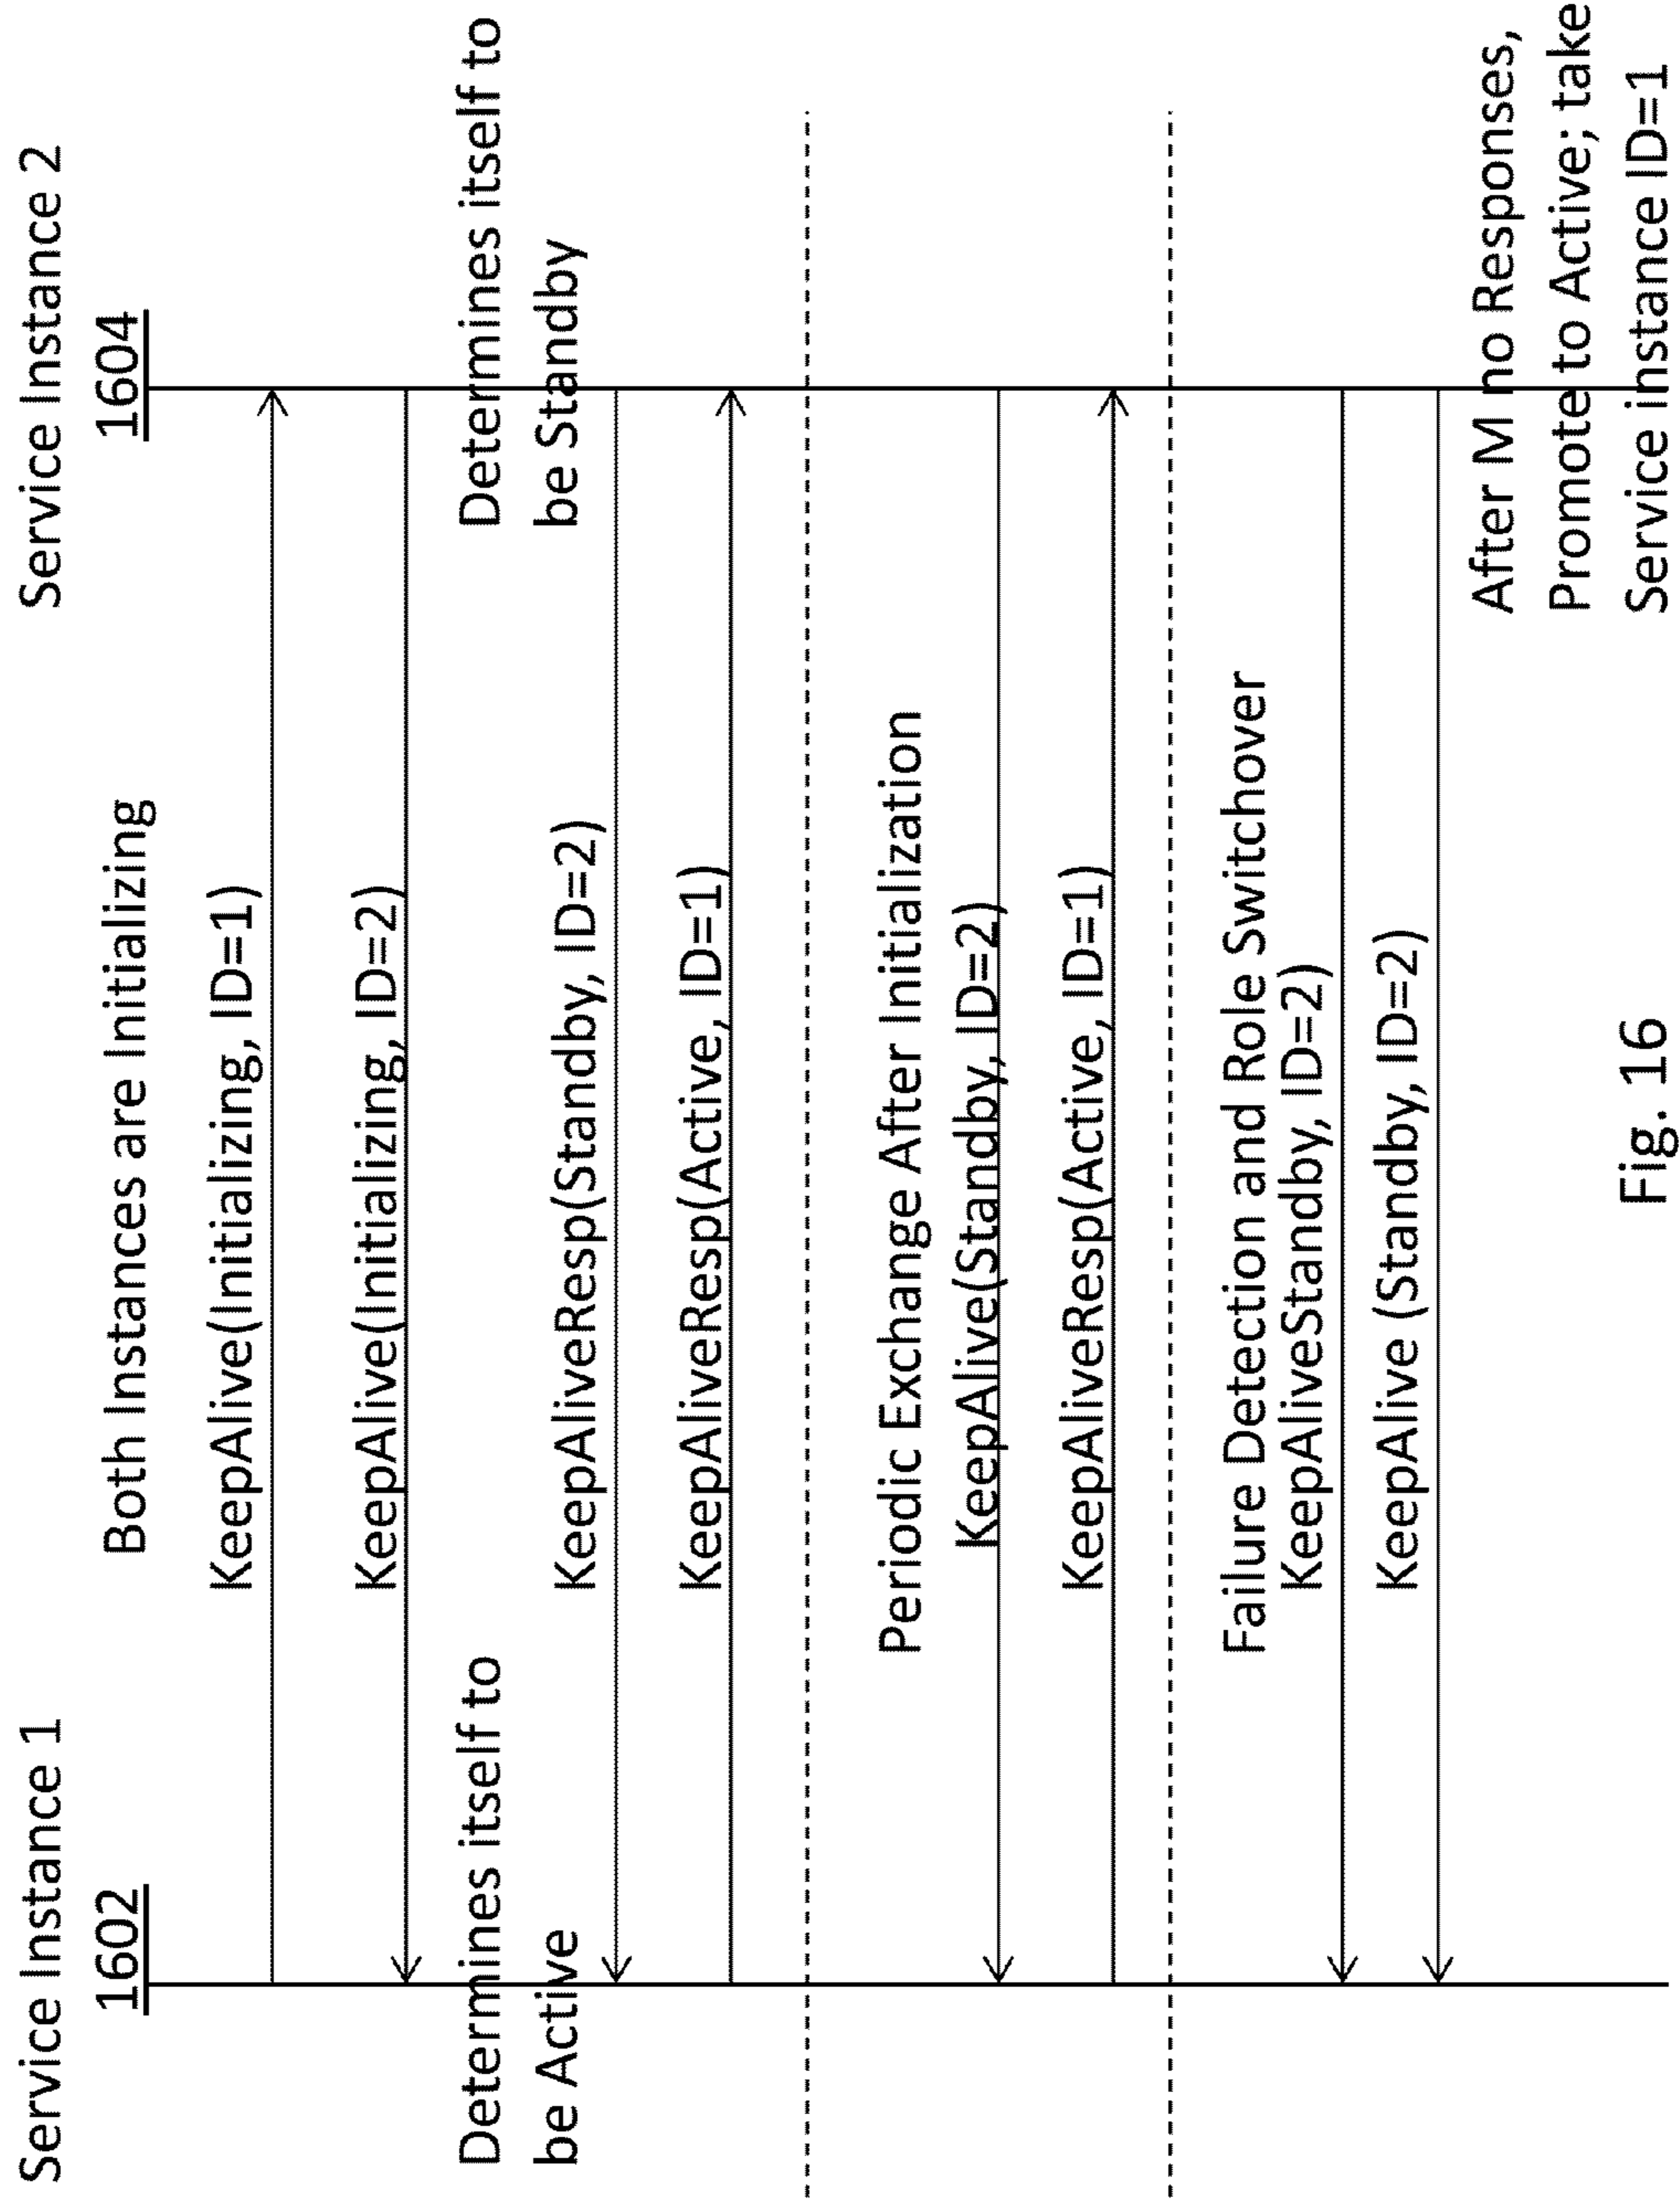 Service Instance 1
Service Instance 2
1602
1604
Both Instances are Initializing
KeepAlive(Initializing, ID=1)
KeepAlive(Initializing, ID=2)
Determines itself to
be Active
Determines itself to
be Standby
KeepAliveResp(Standby, ID=2)
KeepAliveResp(Active, ID=1)
Periodic Exchange After Initialization
KeepAlive(Standby, ID=2)
KeepAliveResp(Active, ID=1)
Failure Detection and Role Switchover
KeepAliveStandby, ID=2)
KeepAlive (Standby, ID=2)
After M no Responses,
Promote to Active; take
Service instance ID=1
Fig. 16